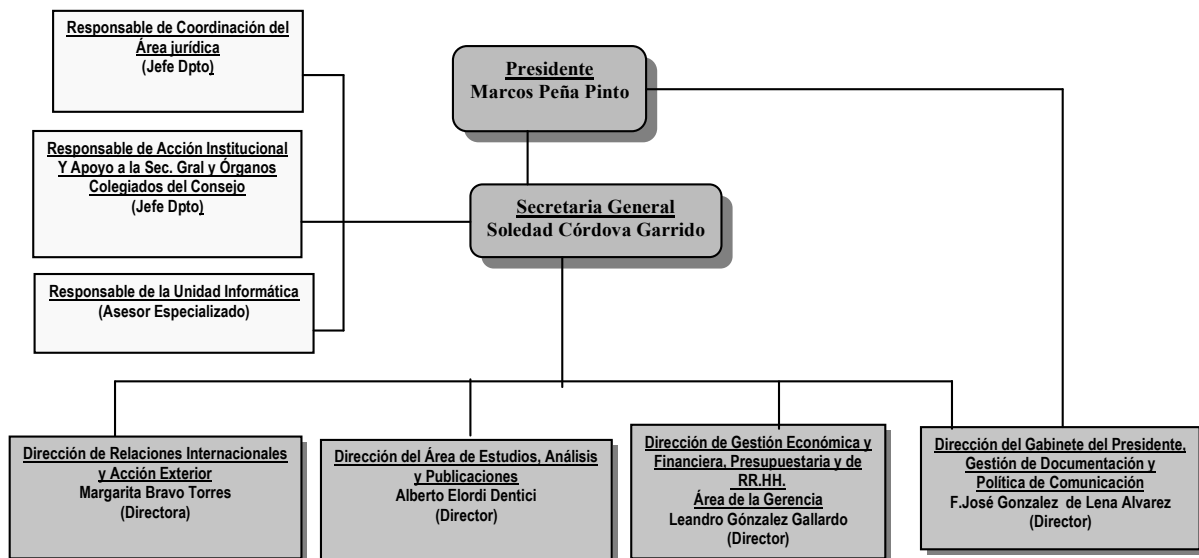 Responsable de Coordinación del
Área jurídica
(Jefe Dpto)
Presidente
Marcos Peña Pinto
Responsable de Acción Institucional
Y Apoyo a la Sec. Gral y Órganos
Colegiados del Consejo
(Jefe Dpto)
Secretaria General
Soledad Córdova Garrido
Responsable de la Unidad Informática
(Asesor Especializado)
Dirección de Relaciones Internacionales
y Acción Exterior
Margarita Bravo Torres
(Directora)
Dirección del Área de Estudios, Análisis
y Publicaciones
Alberto Elordi Dentici
(Director)
Dirección de Gestión Económica y
Financiera, Presupuestaria y de
RR.HH.
Área de la Gerencia
Leandro Gónzalez Gallardo
(Director)
Dirección del Gabinete del Presidente,
Gestión de Documentación y
Política de Comunicación
F.José Gonzalez de Lena Alvarez
(Director)